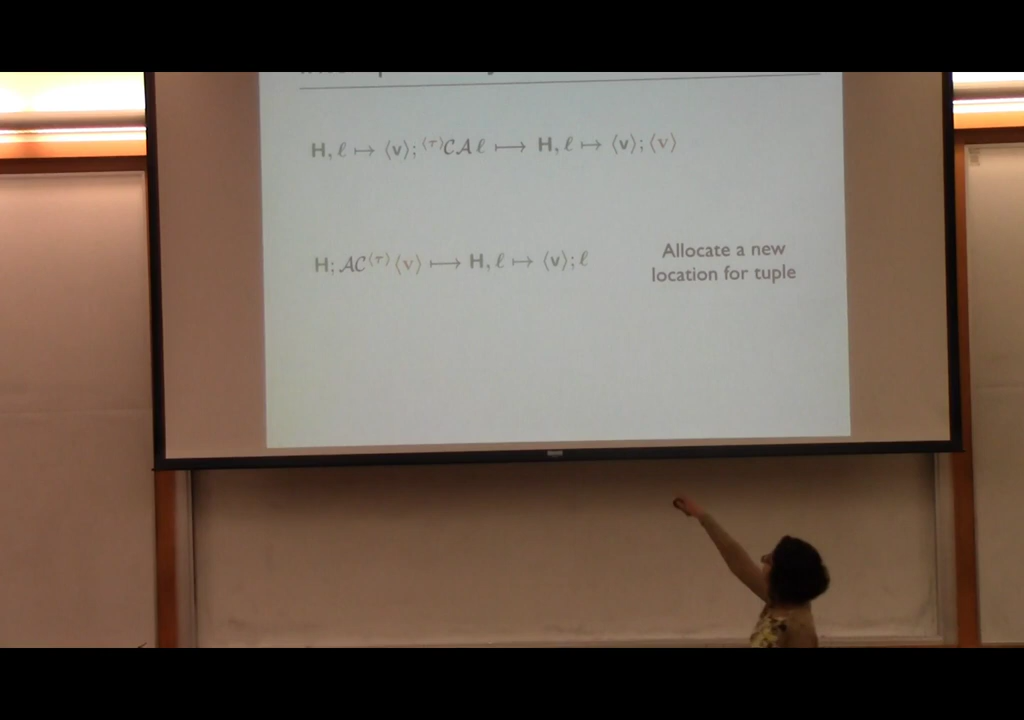 H, ℓ ↦ ⟨v⟩; ⟨τ⟩𝒞𝒜 ℓ ⟼ H, ℓ ↦ ⟨v⟩; ⟨v⟩
H; 𝒜𝒞⟨τ⟩ ⟨v⟩ ⟼ H, ℓ ↦ ⟨v⟩; ℓ
Allocate a new
location for tuple